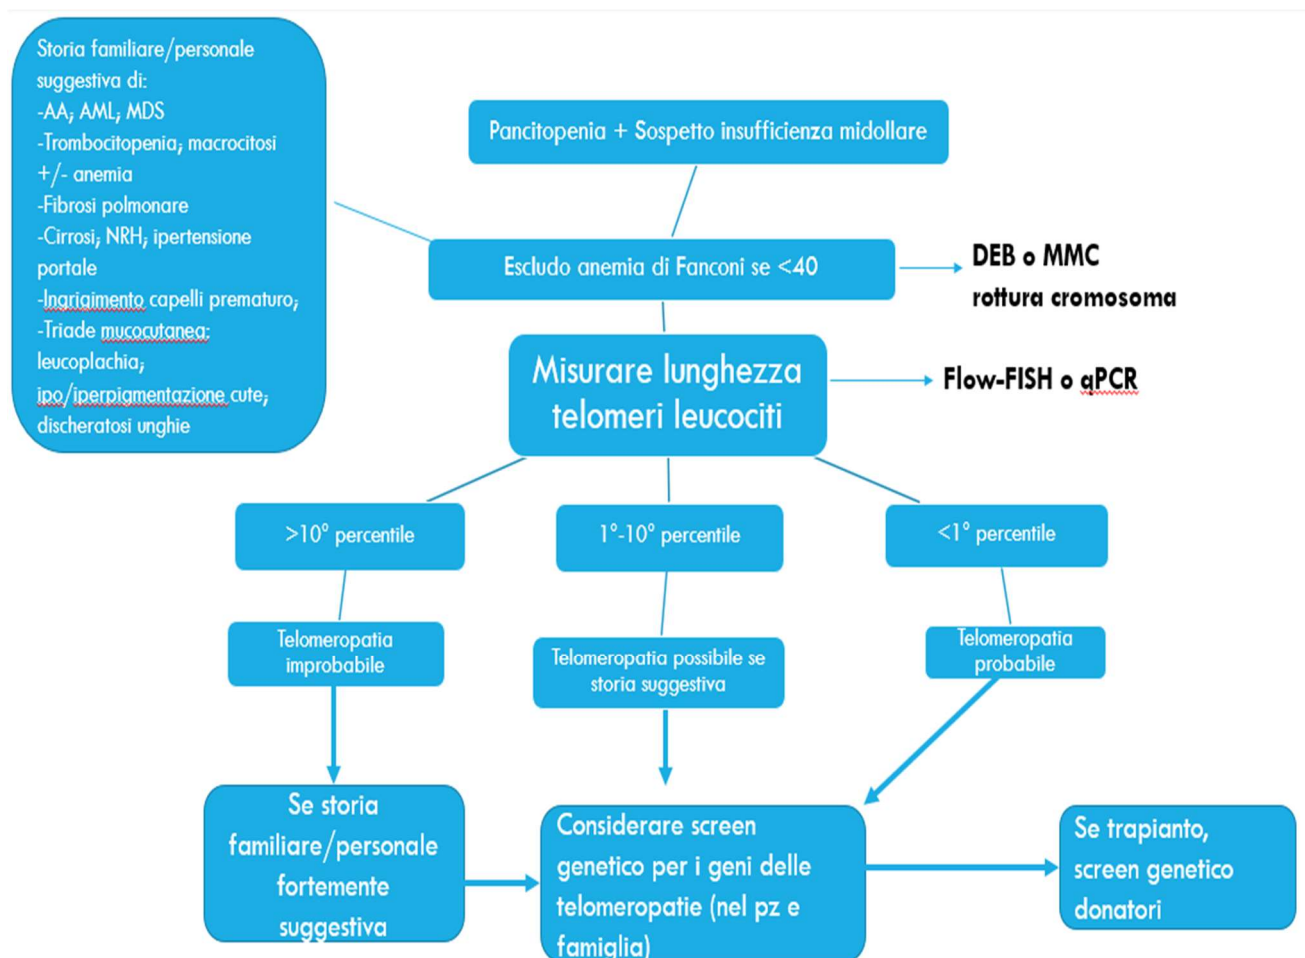 Storia familiare/personale
suggestiva di:
-AA; AML; MDS
-Trombocitopenia; macrocitosi
+/- anemia
-Fibrosi polmonare
-Cirrosi; NRH; ipertensione
portale
-Ingrigimento capelli prematuro;
-Triade mucocutanea:
leucoplachia;
ipo/iperpigmentazione cute;
discheratosi unghie
Pancitopenia + Sospetto insufficienza midollare
Escludo anemia di Fanconi se <40
DEB o MMC
rottura cromosoma
Misurare lunghezza
telomeri leucociti
Flow-FISH o qPCR
>10° percentile
1°-10° percentile
<1° percentile
Telomeropatia
improbabile
Telomeropatia possibile se
storia suggestiva
Telomeropatia
probabile
Se storia
familiare/personale
fortemente
suggestiva
Considerare screen
genetico per i geni delle
telomeropatie (nel pz e
famiglia)
Se trapianto,
screen genetico
donatori